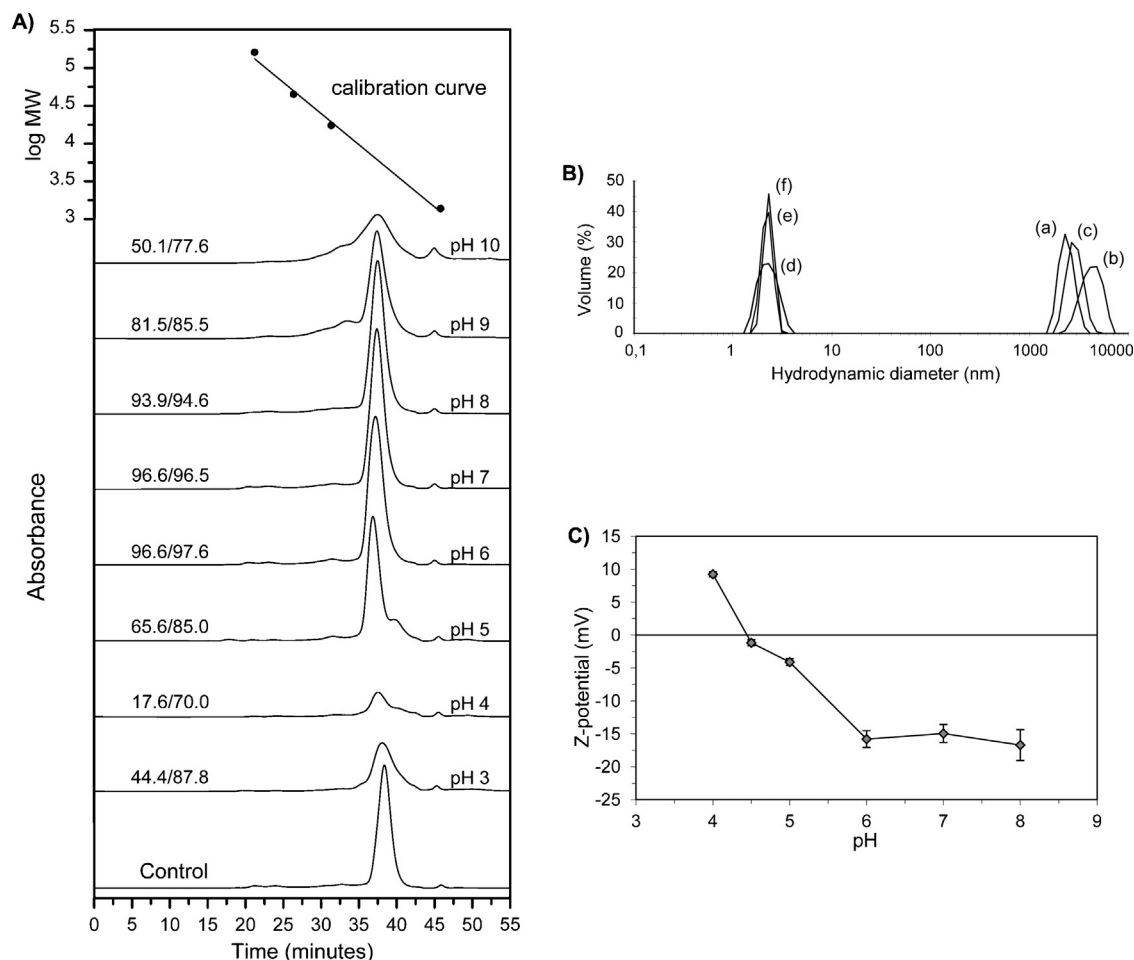 A)
5.5
5
4.5
4
3.5
3
log MW
calibration curve
50.1/77.6 pH 10
81.5/85.5 pH 9
93.9/94.6 pH 8
96.6/96.5 pH 7
96.6/97.6 pH 6
65.6/85.0 pH 5
17.6/70.0 pH 4
44.4/87.8 pH 3
Control
Absorbance
0 5 10 15 20 25 30 35 40 45 50 55
Time (minutes)
B)
50
40
30
20
10
0
Volume (%)
(f)
(e)
(d)
(a)
(c)
(b)
0,1 1 10 100 1000 10000
Hydrodynamic diameter (nm)
C)
15
10
5
0
-5
-10
-15
-20
-25
Z-potential (mV)
3 4 5 6 7 8 9
pH